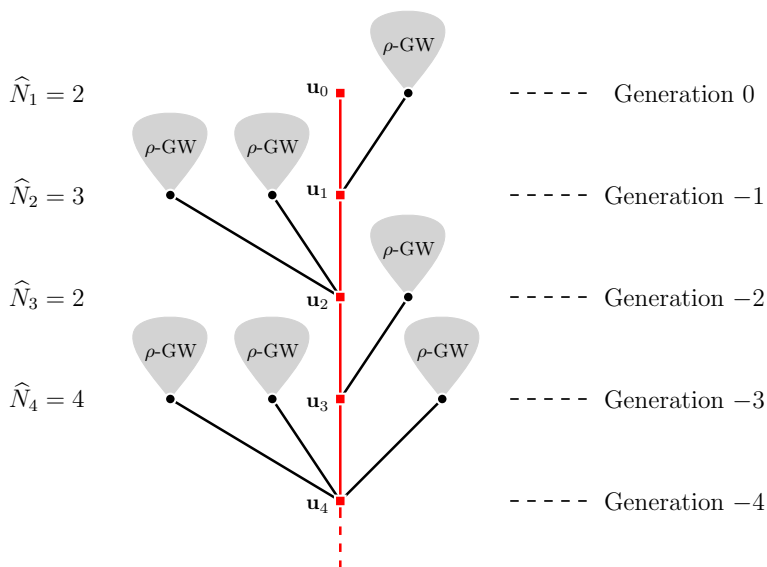 ρ-GW
N̂₁ = 2 u₀ Generation 0
ρ-GW ρ-GW
N̂₂ = 3 u₁ Generation −1
ρ-GW
N̂₃ = 2 u₂ Generation −2
ρ-GW ρ-GW ρ-GW
N̂₄ = 4 u₃ Generation −3
u₄ Generation −4